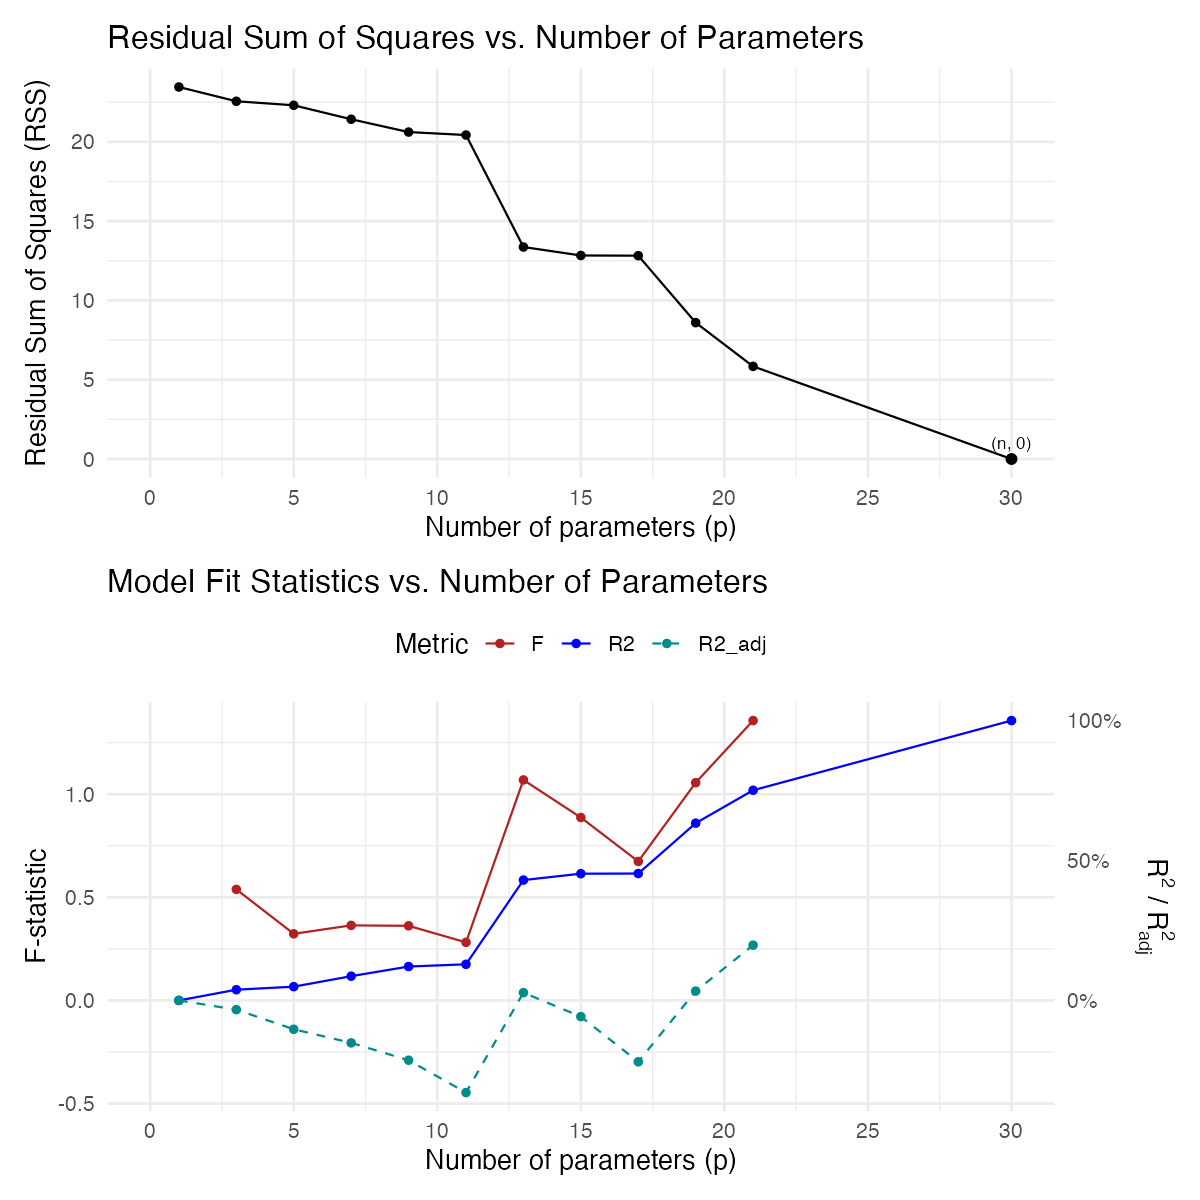 Residual Sum of Squares vs. Number of Parameters
Residual Sum of Squares (RSS)
20
15
10
5
0
(n, 0)
0 5 10 15 20 25 30
Number of parameters (p)
Model Fit Statistics vs. Number of Parameters
Metric F R2 R2_adj
F-statistic
1.0
0.5
0.0
-0.5
100%
50%
0%
R² / R²adj
0 5 10 15 20 25 30
Number of parameters (p)